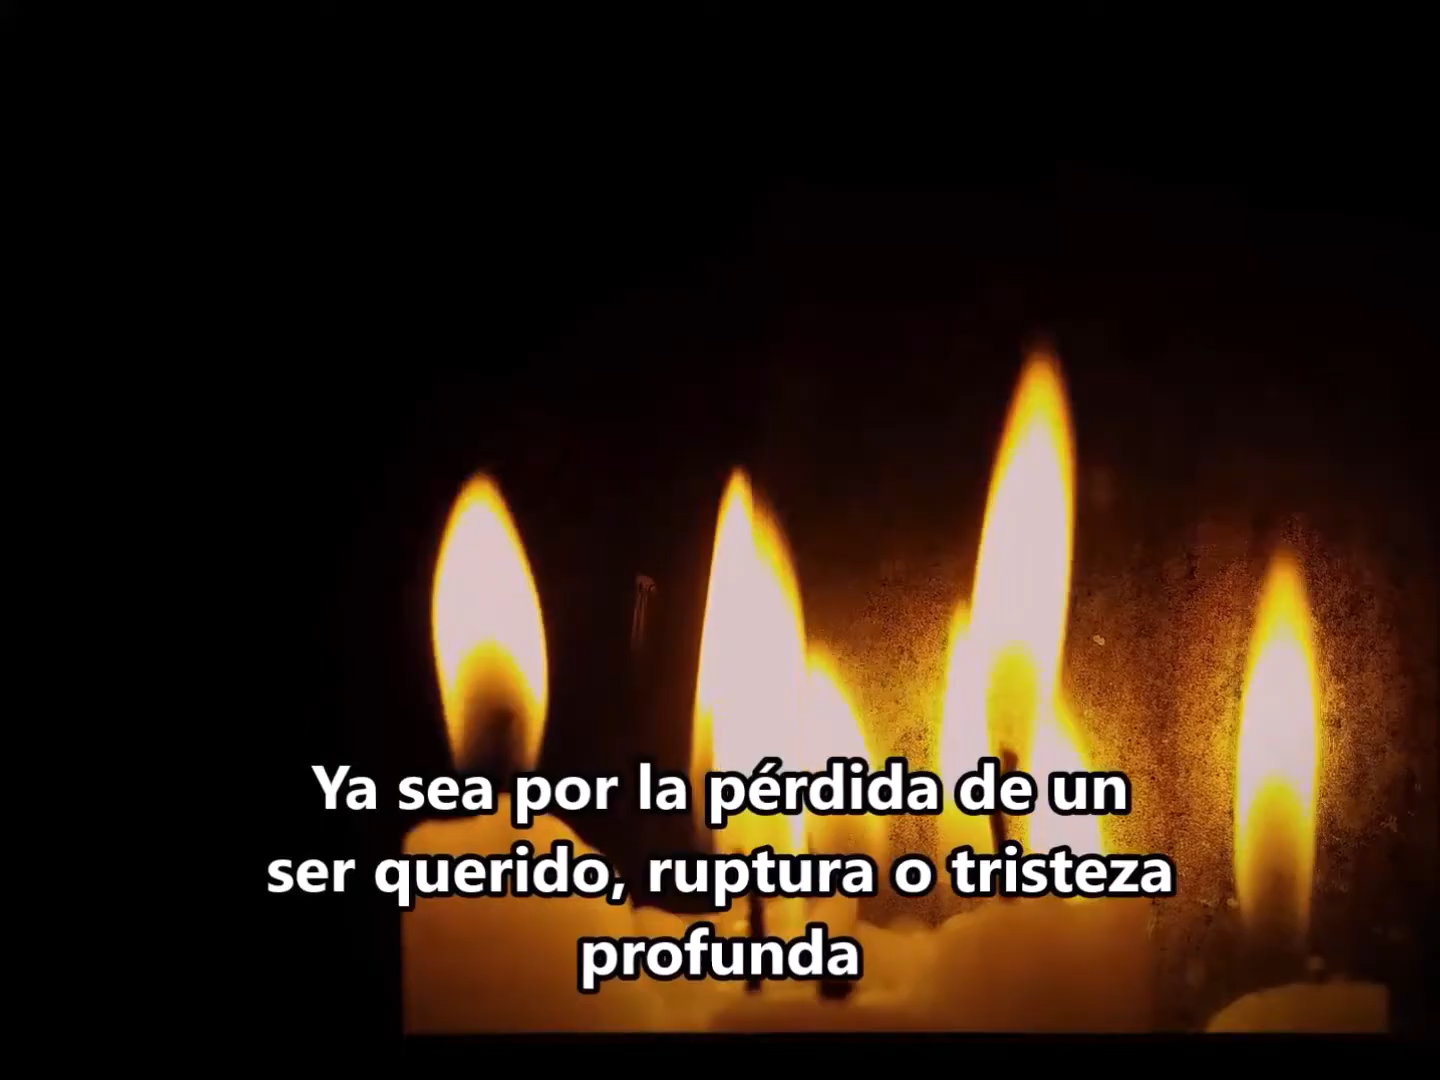 Ya sea por la pérdida de un
ser querido, ruptura o tristeza
profunda